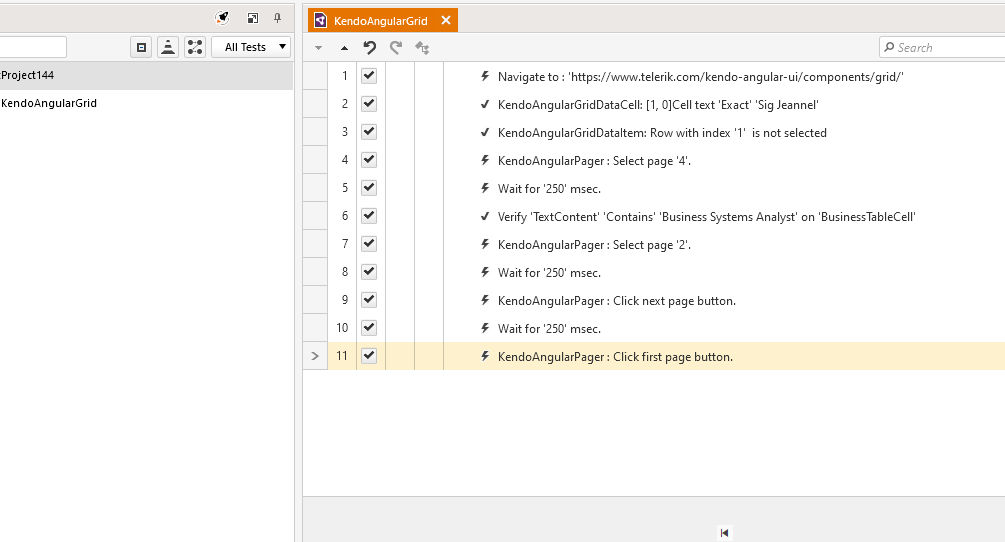 KendoAngularGrid
All Tests
Search
:Project144
KendoAngularGrid
1 Navigate to : 'https://www.telerik.com/kendo-angular-ui/components/grid/'
2 KendoAngularGridDataCell: [1, 0]Cell text 'Exact' 'Sig Jeannel'
3 KendoAngularGridDataItem: Row with index '1' is not selected
4 KendoAngularPager : Select page '4'.
5 Wait for '250' msec.
6 Verify 'TextContent' 'Contains' 'Business Systems Analyst' on 'BusinessTableCell'
7 KendoAngularPager : Select page '2'.
8 Wait for '250' msec.
9 KendoAngularPager : Click next page button.
10 Wait for '250' msec.
11 KendoAngularPager : Click first page button.